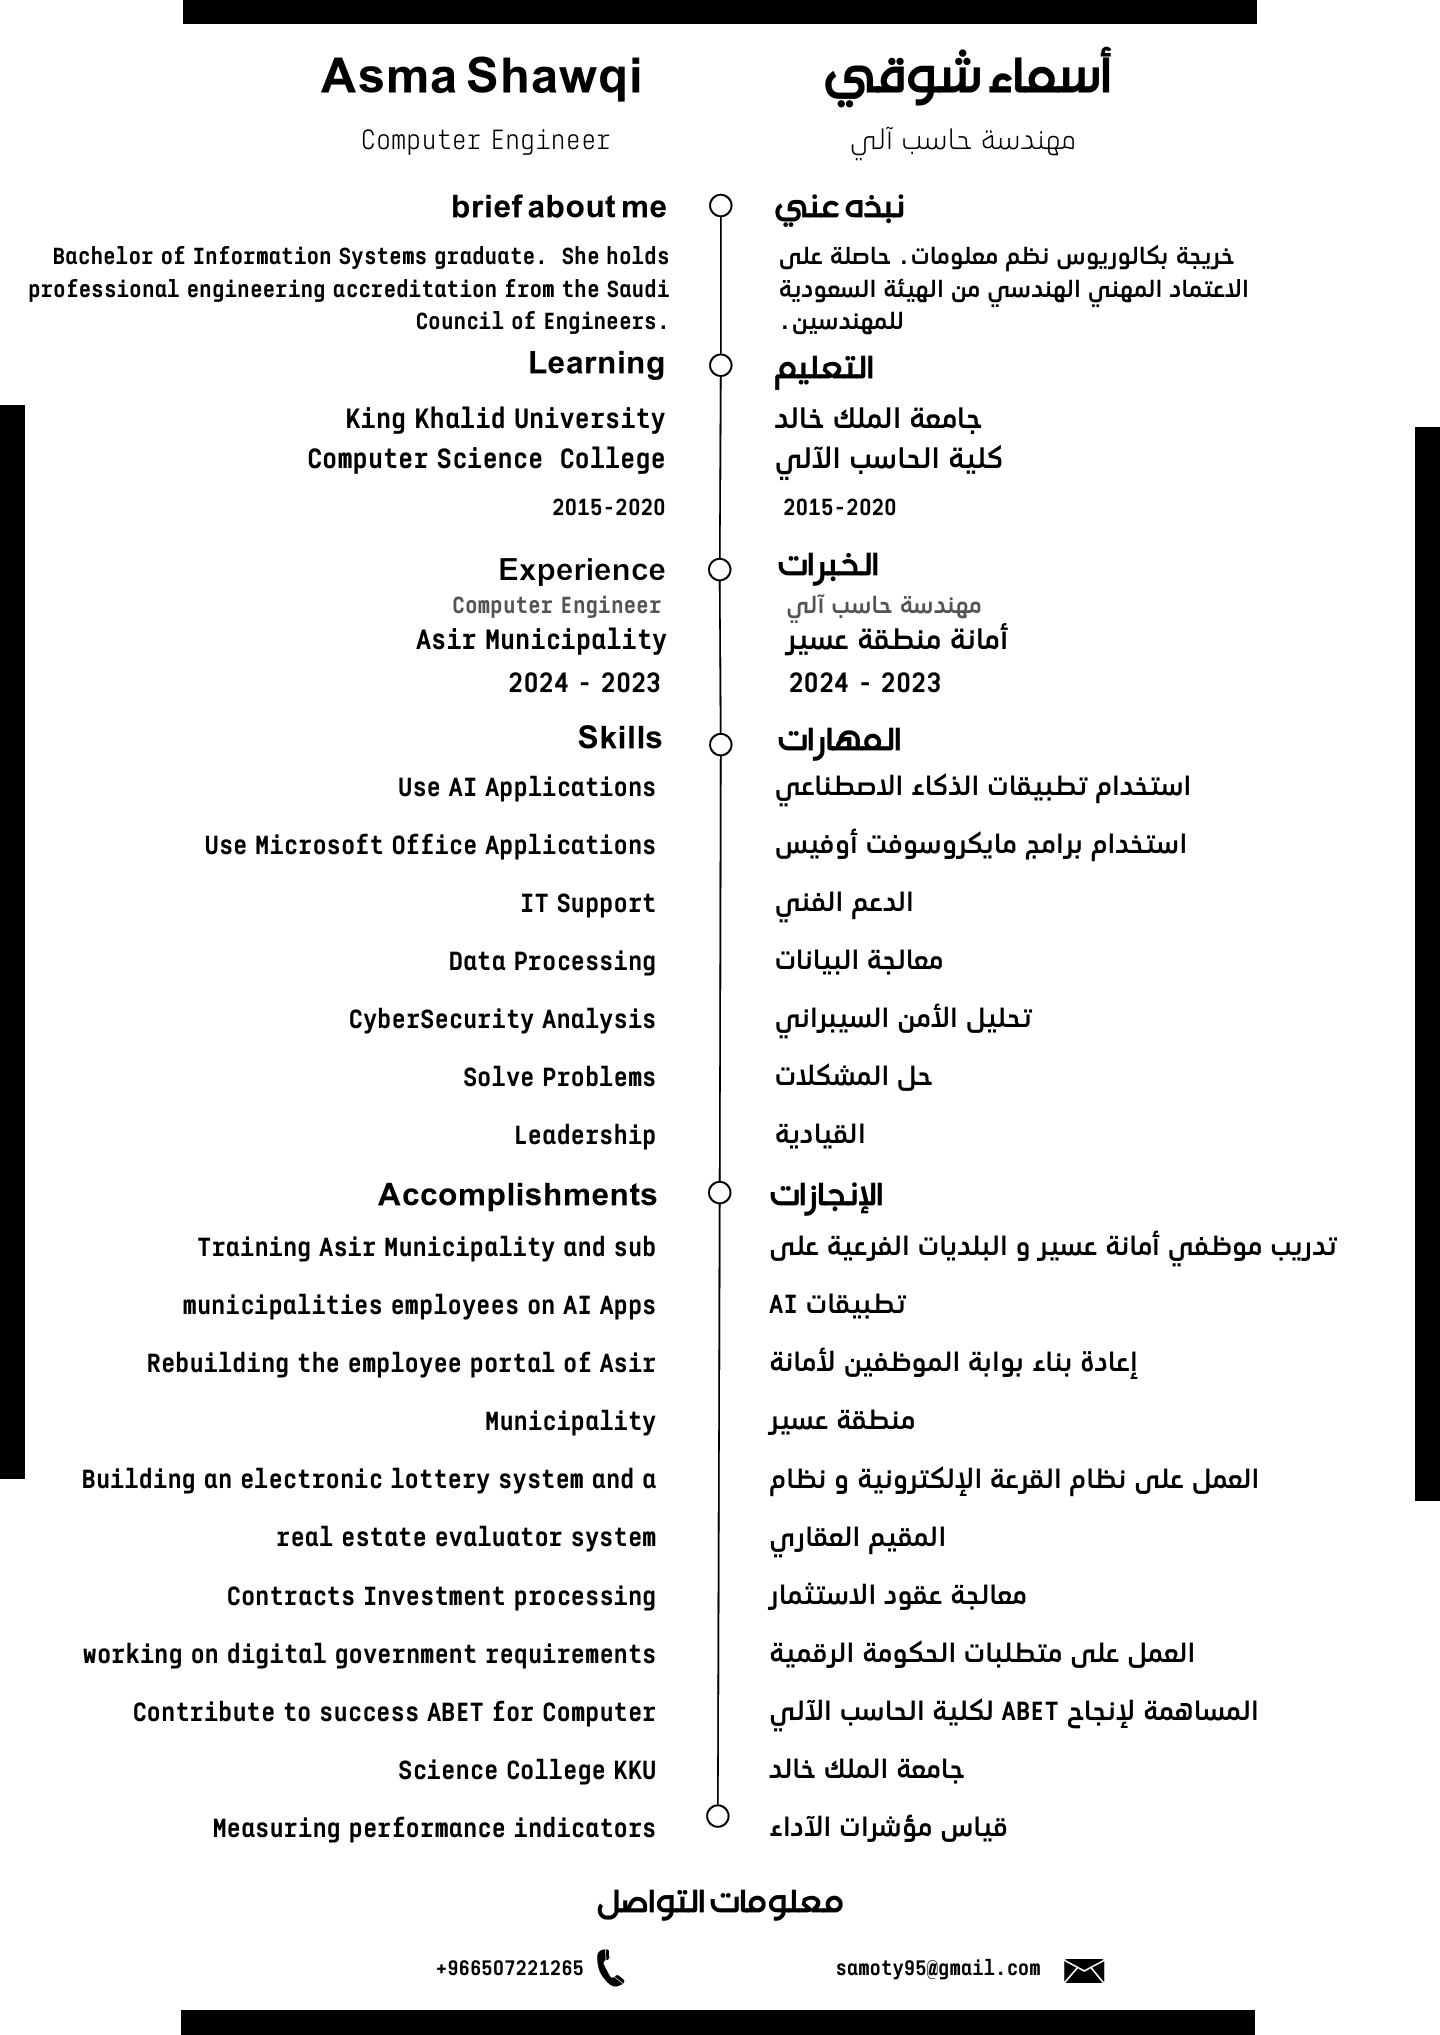 Asma Shawqi
Computer Engineer
brief about me
Bachelor of Information Systems graduate. She holds
professional engineering accreditation from the Saudi
Council of Engineers.
Learning
King Khalid University
Computer Science College
2015-2020
Experience
Computer Engineer
Asir Municipality
2024 - 2023
Skills
Use AI Applications
Use Microsoft Office Applications
IT Support
Data Processing
CyberSecurity Analysis
Solve Problems
Leadership
Accomplishments
Training Asir Municipality and sub
municipalities employees on AI Apps
Rebuilding the employee portal of Asir
Municipality
Building an electronic lottery system and a
real estate evaluator system
Contracts Investment processing
working on digital government requirements
Contribute to success ABET for Computer
Science College KKU
Measuring performance indicators
أسماء شوقي
مهندسة حاسب آلي
نبذه عني
خريجة بكالوريوس نظم معلومات. حاصلة على
الاعتماد المهني الهندسي من الهيئة السعودية
للمهندسين.
التعليم
جامعة الملك خالد
كلية الحاسب الآلي
2015-2020
الخبرات
مهندسة حاسب آلي
أمانة منطقة عسير
2024 - 2023
المهارات
استخدام تطبيقات الذكاء الاصطناعي
استخدام برامج مايكروسوفت أوفيس
الدعم الفني
معالجة البيانات
تحليل الأمن السيبراني
حل المشكلات
القيادية
الإنجازات
تدريب موظفي أمانة عسير و البلديات الفرعية على
تطبيقات AI
إعادة بناء بوابة الموظفين لأمانة
منطقة عسير
العمل على نظام القرعة الإلكترونية و نظام
المقيم العقاري
معالجة عقود الاستثمار
العمل على متطلبات الحكومة الرقمية
المساهمة لإنجاح ABET لكلية الحاسب الآلي
جامعة الملك خالد
قياس مؤشرات الآداء
معلومات التواصل
+966507221265
samoty95@gmail.com